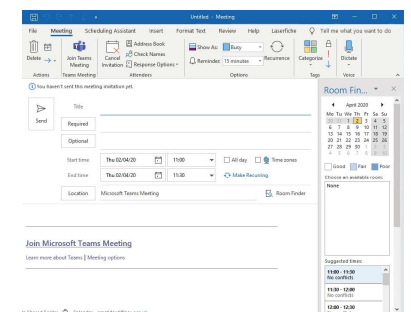 Untitled - Meeting
File Meeting Scheduling Assistant Insert Format Text Review Help Laserfiche Tell me what you want to do
Delete
Join Teams Meeting
Cancel Invitation
Address Book
Check Names
Response Options
Show As: Busy
Reminder: 15 minutes
Recurrence
Categorize
Dictate
Actions Teams Meeting Attendees Options Tags Voice
You haven't sent this meeting invitation yet.
Send
Title
Required
Optional
Start time Thu 02/04/20 11:00 All day Time zones
End time Thu 02/04/20 11:30 Make Recurring
Location Microsoft Teams Meeting Room Finder
Join Microsoft Teams Meeting
Learn more about Teams | Meeting options
Room Fin...
April 2020
Mo Tu We Th Fr Sa Su
30 31 1 2 3 4 5
6 7 8 9 10 11 12
13 14 15 16 17 18 19
20 21 22 23 24 25 26
27 28 29 30 1 2 3
4 5 6 7 8 9 10
Good Fair Poor
Choose an available room:
None
Suggested times:
11:00 - 11:30
No conflicts
11:30 - 12:00
No conflicts
12:00 - 12:30